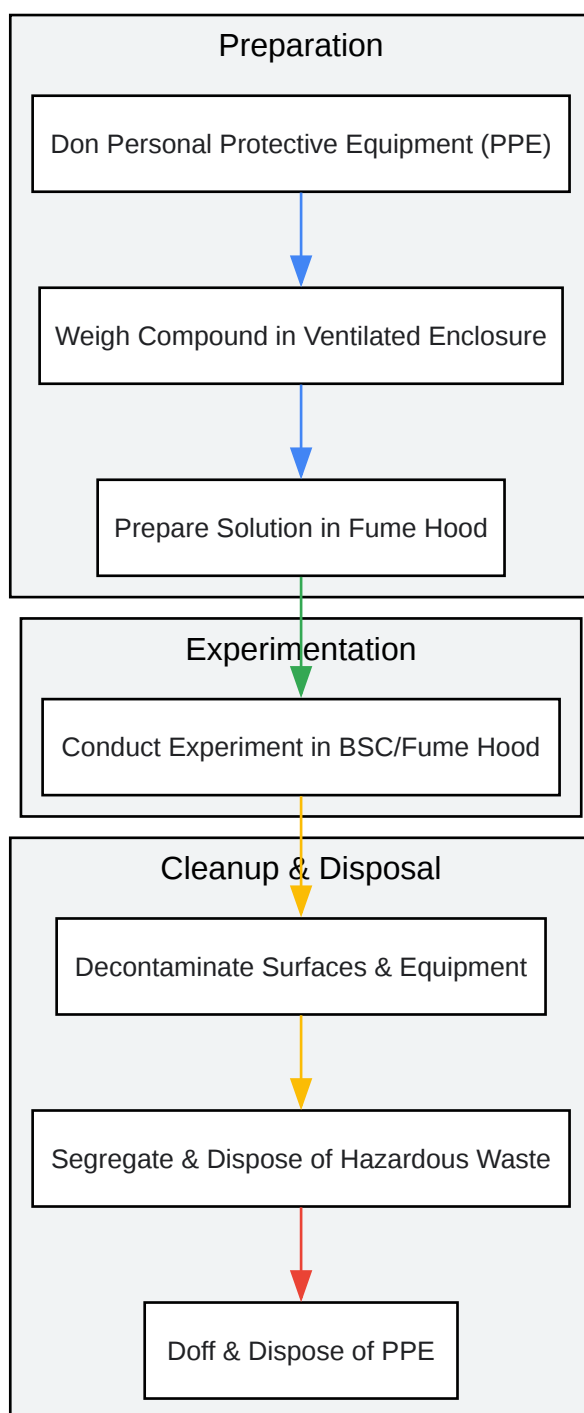 Preparation
Don Personal Protective Equipment (PPE)
Weigh Compound in Ventilated Enclosure
Prepare Solution in Fume Hood
Experimentation
Conduct Experiment in BSC/Fume Hood
Cleanup & Disposal
Decontaminate Surfaces & Equipment
Segregate & Dispose of Hazardous Waste
Doff & Dispose of PPE